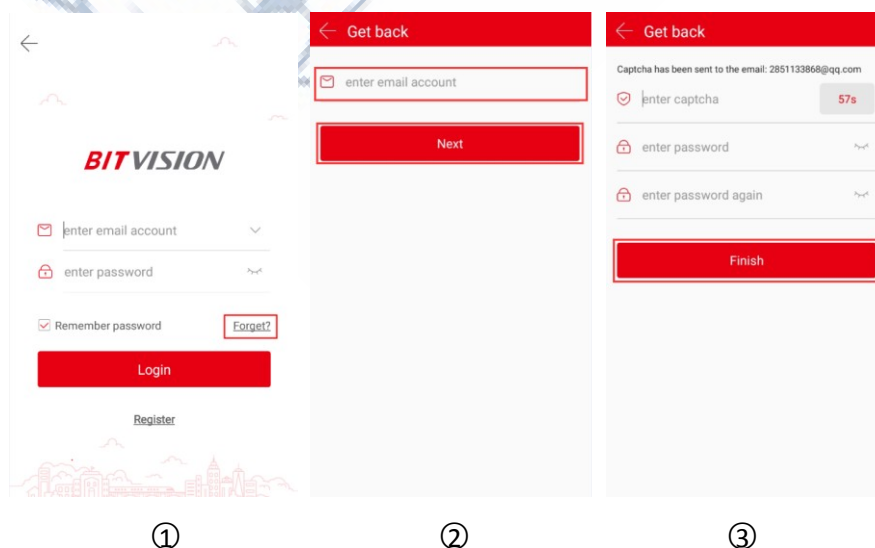 BITVISION
enter email account
enter password
Remember password Forget?
Login
Register
①
Get back
enter email account
Next
②
Get back
Captcha has been sent to the email: 2851133868@qq.com
enter captcha 57s
enter password
enter password again
Finish
③